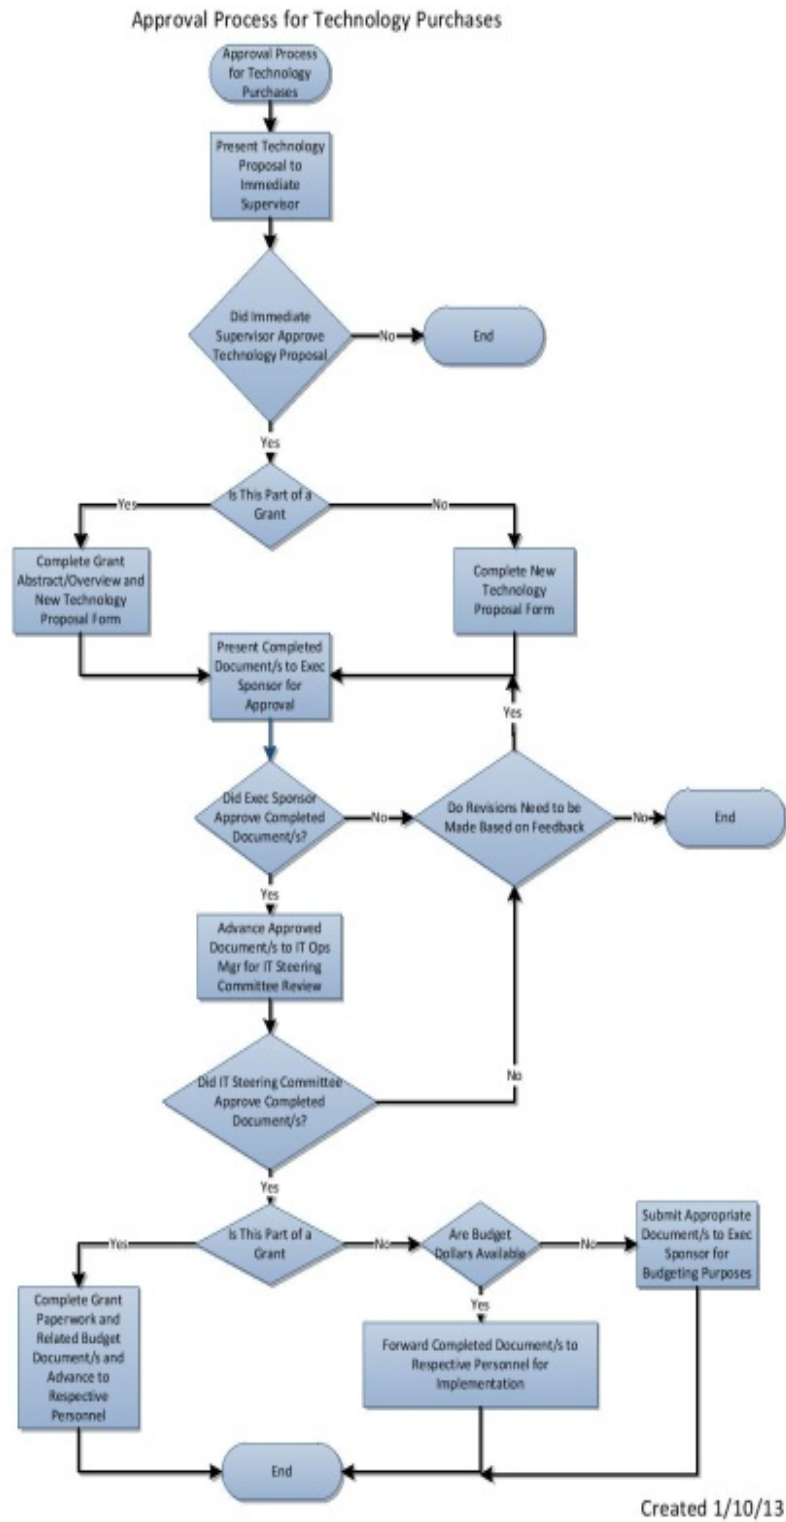 Approval Process for Technology Purchases
Approval Process
for Technology
Purchases
Present Technology
Proposal to
Immediate
Supervisor
Did Immediate
Supervisor Approve
Technology Proposal
No
End
Yes
Is This Part of a
Grant
Yes
No
Complete Grant
Abstract/Overview and
New Technology
Proposal Form
Complete New
Technology
Proposal Form
Present Completed
Document/s to Exec
Sponsor for
Approval
Yes
Did Exec Sponsor
Approve Completed
Document/s?
No
Do Revisions Need to be
Made Based on Feedback
No
End
Yes
Advance Approved
Document/s to IT Ops
Mgr for IT Steering
Committee Review
Did IT Steering Committee
Approve Completed
Document/s?
No
Yes
Is This Part of a
Grant
Yes
No
Are Budget
Dollars Available
No
Submit Appropriate
Document/s to Exec
Sponsor for
Budgeting Purposes
Yes
Complete Grant
Paperwork and
Related Budget
Document/s and
Advance to
Respective
Personnel
Forward Completed Document/s to
Respective Personnel for
Implementation
End
Created 1/10/13